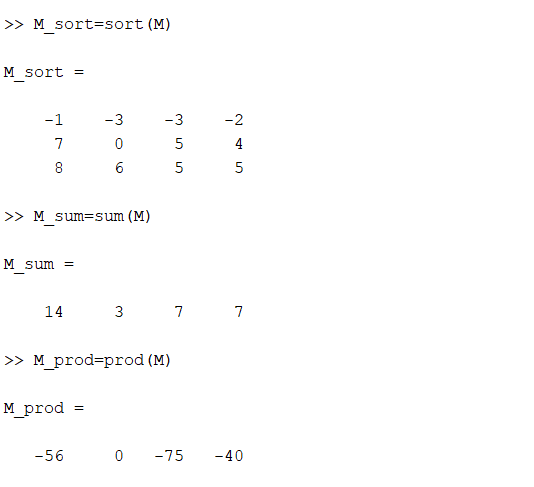 >> M_sort=sort(M)
M_sort =
-1 -3 -3 -2
7 0 5 4
8 6 5 5
>> M_sum=sum(M)
M_sum =
14 3 7 7
>> M_prod=prod(M)
M_prod =
-56 0 -75 -40